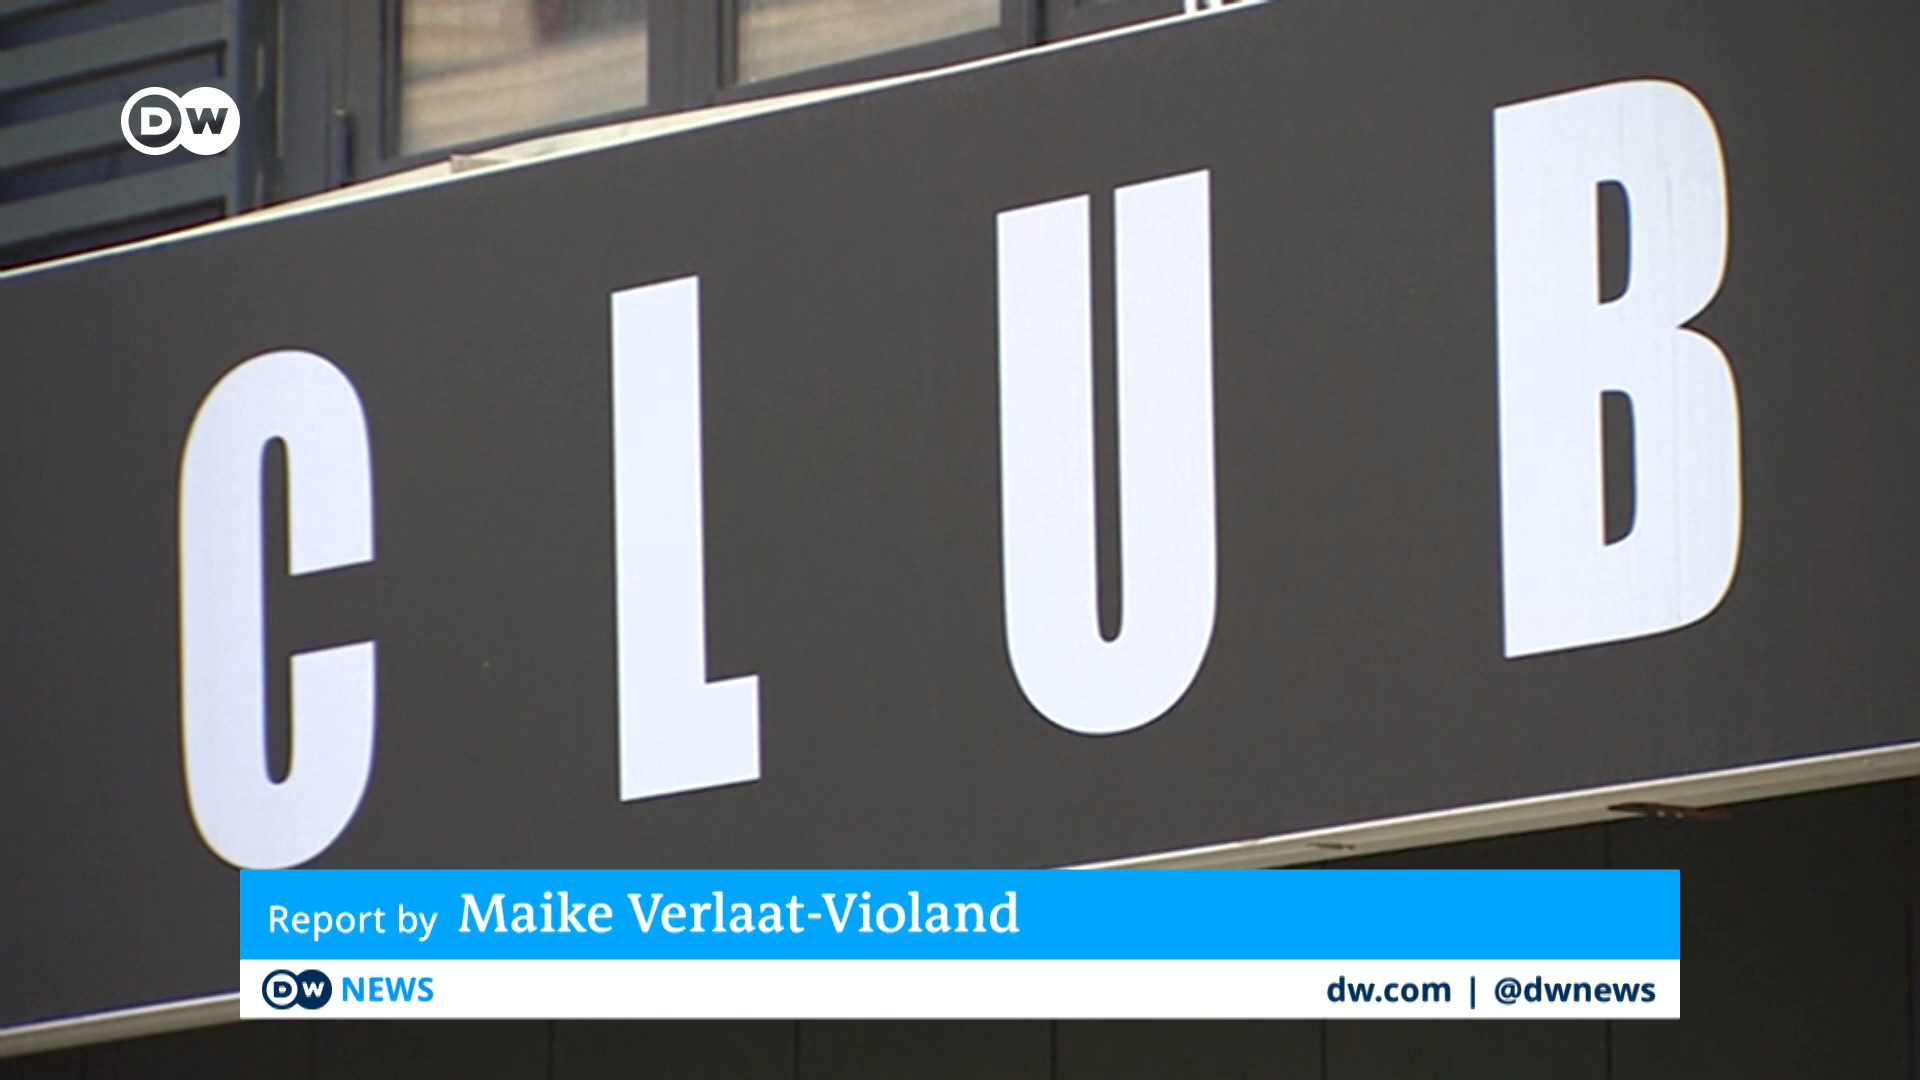 DW
CLUB
Report by Maike Verlaat-Violand
DW NEWS
dw.com | @dwnews